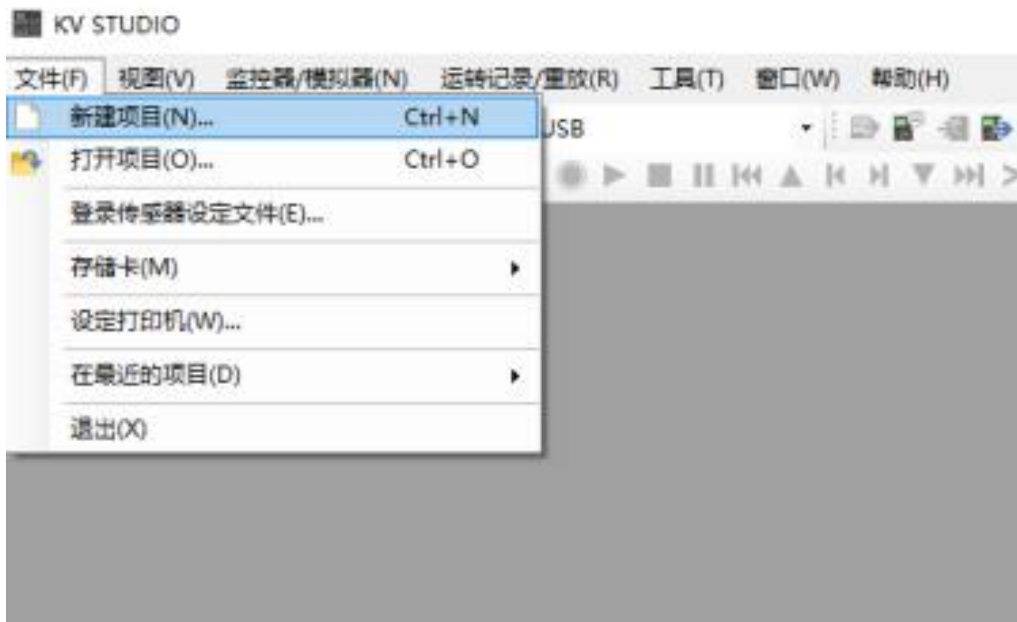 KV STUDIO
文件(F) 视图(V) 监控器/模拟器(N) 运转记录/重放(R) 工具(T) 窗口(W) 帮助(H)
新建项目(N)... Ctrl+N
USB
打开项目(O)... Ctrl+O
登录传感器设定文件(E)...
存储卡(M)
设定打印机(W)...
在最近的项目(D)
退出(X)